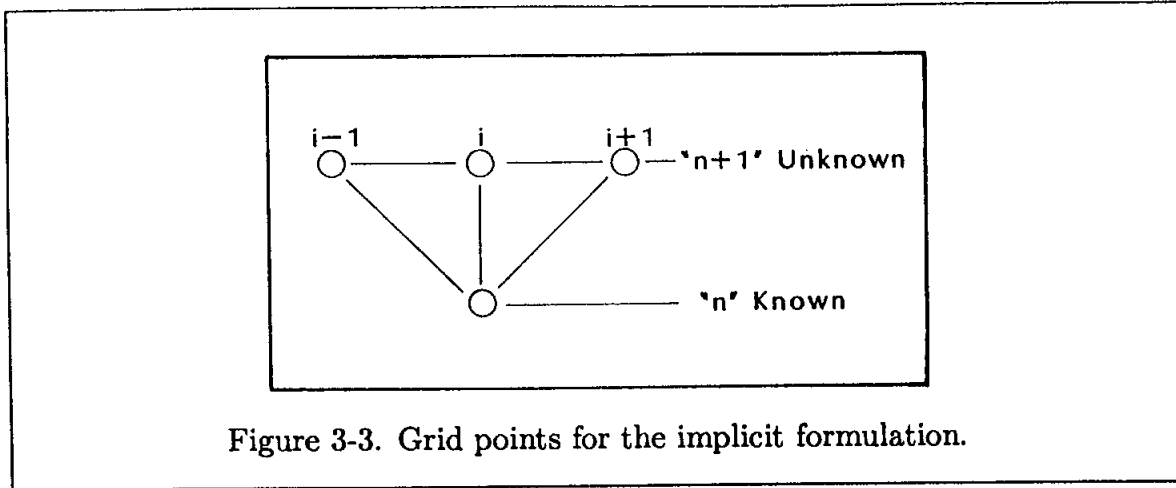 i−1 i i+1
"n+1" Unknown
"n" Known
Figure 3-3. Grid points for the implicit formulation.